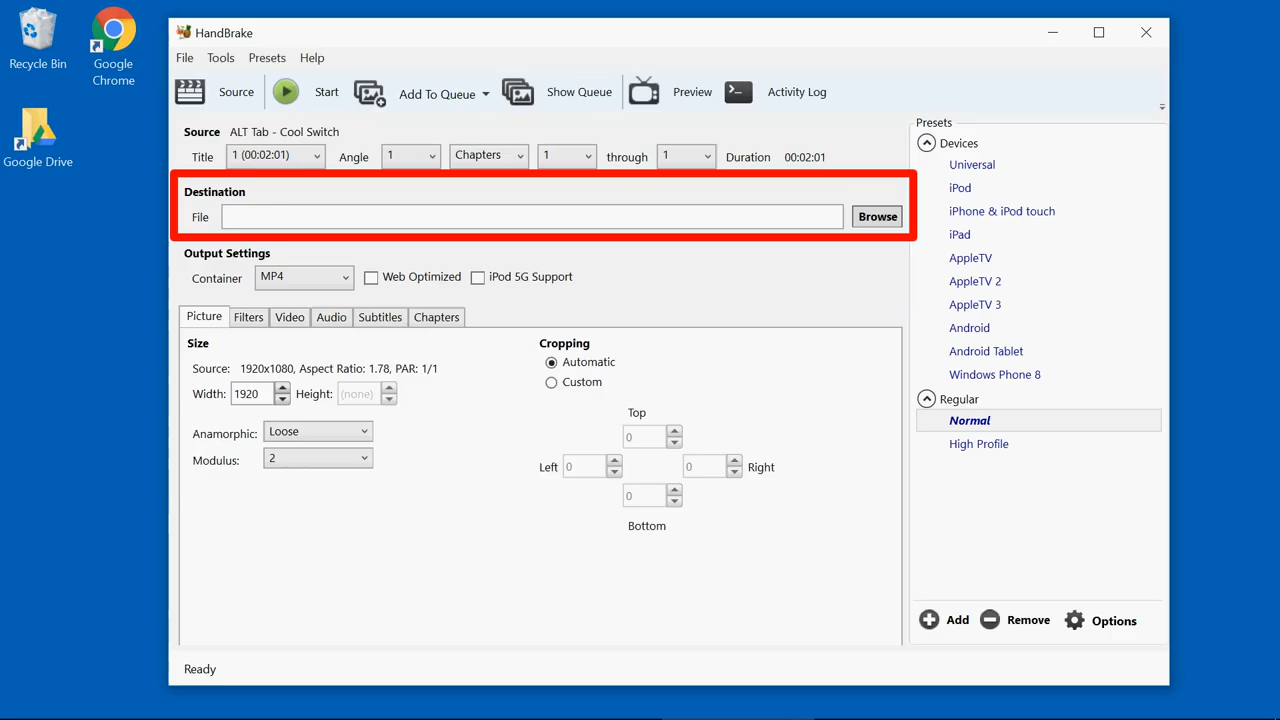 Recycle Bin
Google Chrome
Google Drive
HandBrake
File Tools Presets Help
Source Start Add To Queue Show Queue Preview Activity Log
Source ALT Tab - Cool Switch
Title 1 (00:02:01) Angle 1 Chapters 1 through 1 Duration 00:02:01
Destination
File Browse
Output Settings
Container MP4 Web Optimized iPod 5G Support
Picture Filters Video Audio Subtitles Chapters
Size
Source: 1920x1080, Aspect Ratio: 1.78, PAR: 1/1
Width: 1920 Height: (none)
Anamorphic: Loose
Modulus: 2
Cropping
Automatic
Custom
Top
0
Left 0 0 Right
0
Bottom
Presets
Devices
Universal
iPod
iPhone & iPod touch
iPad
AppleTV
AppleTV 2
AppleTV 3
Android
Android Tablet
Windows Phone 8
Regular
Normal
High Profile
Add Remove Options
Ready